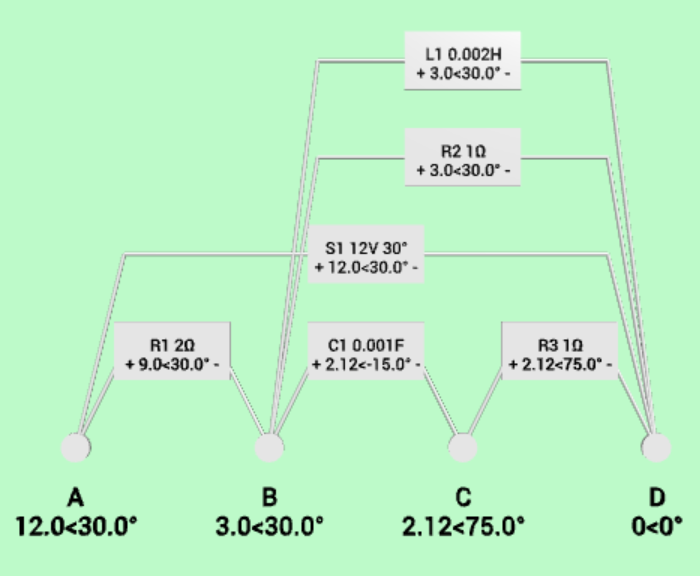 L1 0.002H
+ 3.0<30.0° -
R2 1Ω
+ 3.0<30.0° -
S1 12V 30°
+ 12.0<30.0° -
R1 2Ω
+ 9.0<30.0° -
C1 0.001F
+ 2.12<-15.0° -
R3 1Ω
+ 2.12<75.0° -
A
12.0<30.0°
B
3.0<30.0°
C
2.12<75.0°
D
0<0°